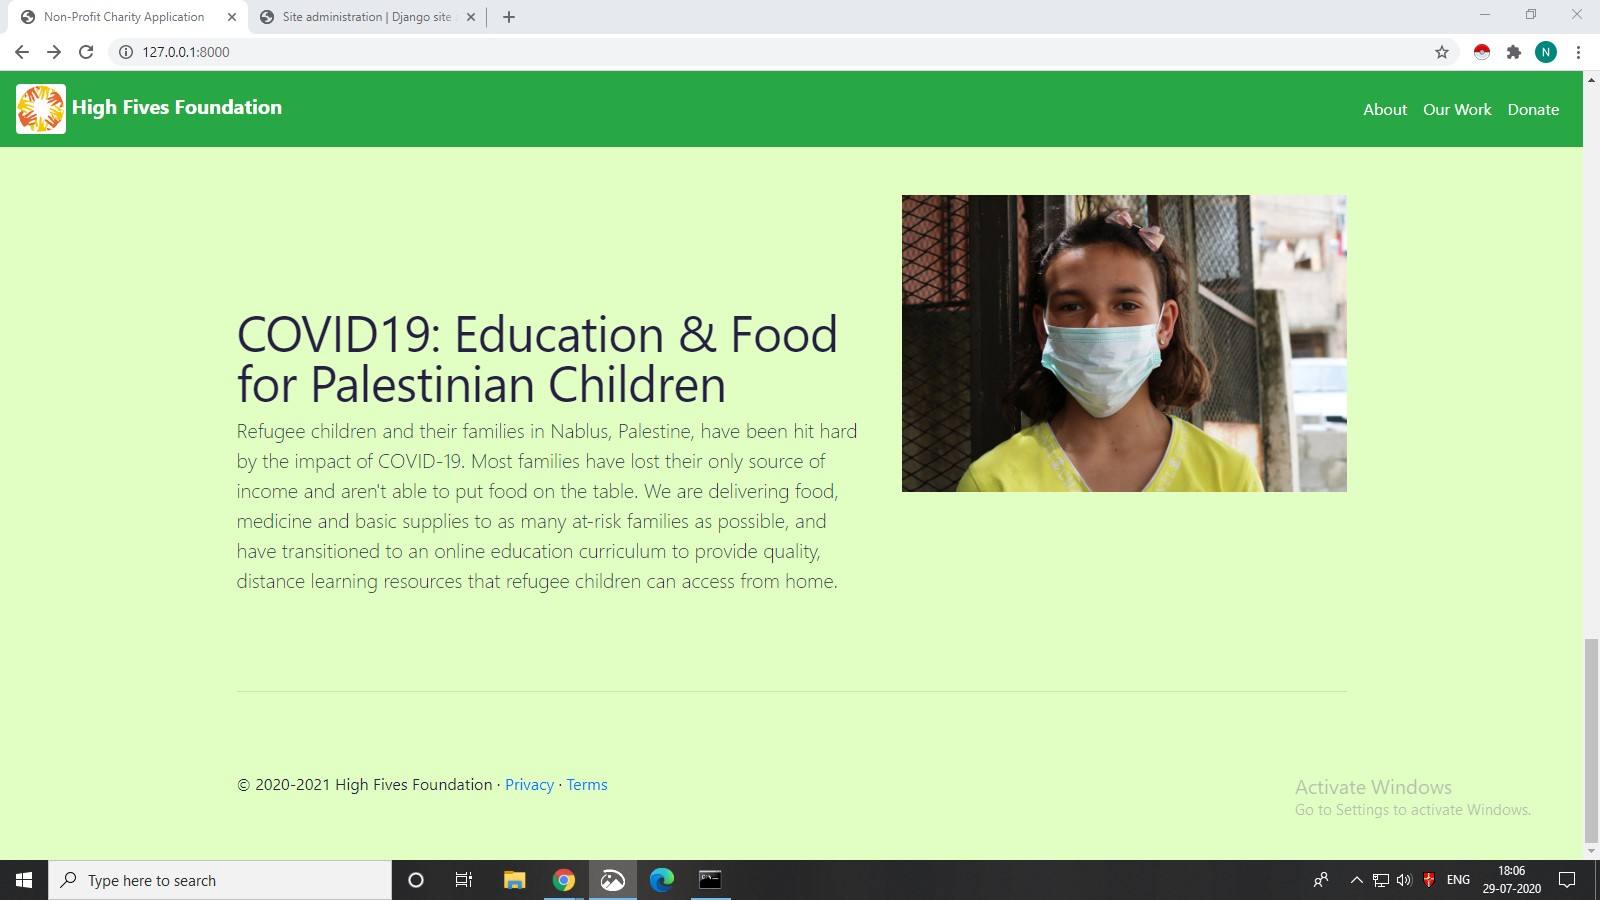 Non-Profit Charity Application
Site administration | Django site
127.0.0.1:8000
N
High Fives Foundation
About Our Work Donate
COVID19: Education & Food
for Palestinian Children
Refugee children and their families in Nablus, Palestine, have been hit hard
by the impact of COVID-19. Most families have lost their only source of
income and aren't able to put food on the table. We are delivering food,
medicine and basic supplies to as many at-risk families as possible, and
have transitioned to an online education curriculum to provide quality,
distance learning resources that refugee children can access from home.
© 2020-2021 High Fives Foundation · Privacy · Terms
Activate Windows
Go to Settings to activate Windows.
Type here to search
ENG
18:06
29-07-2020